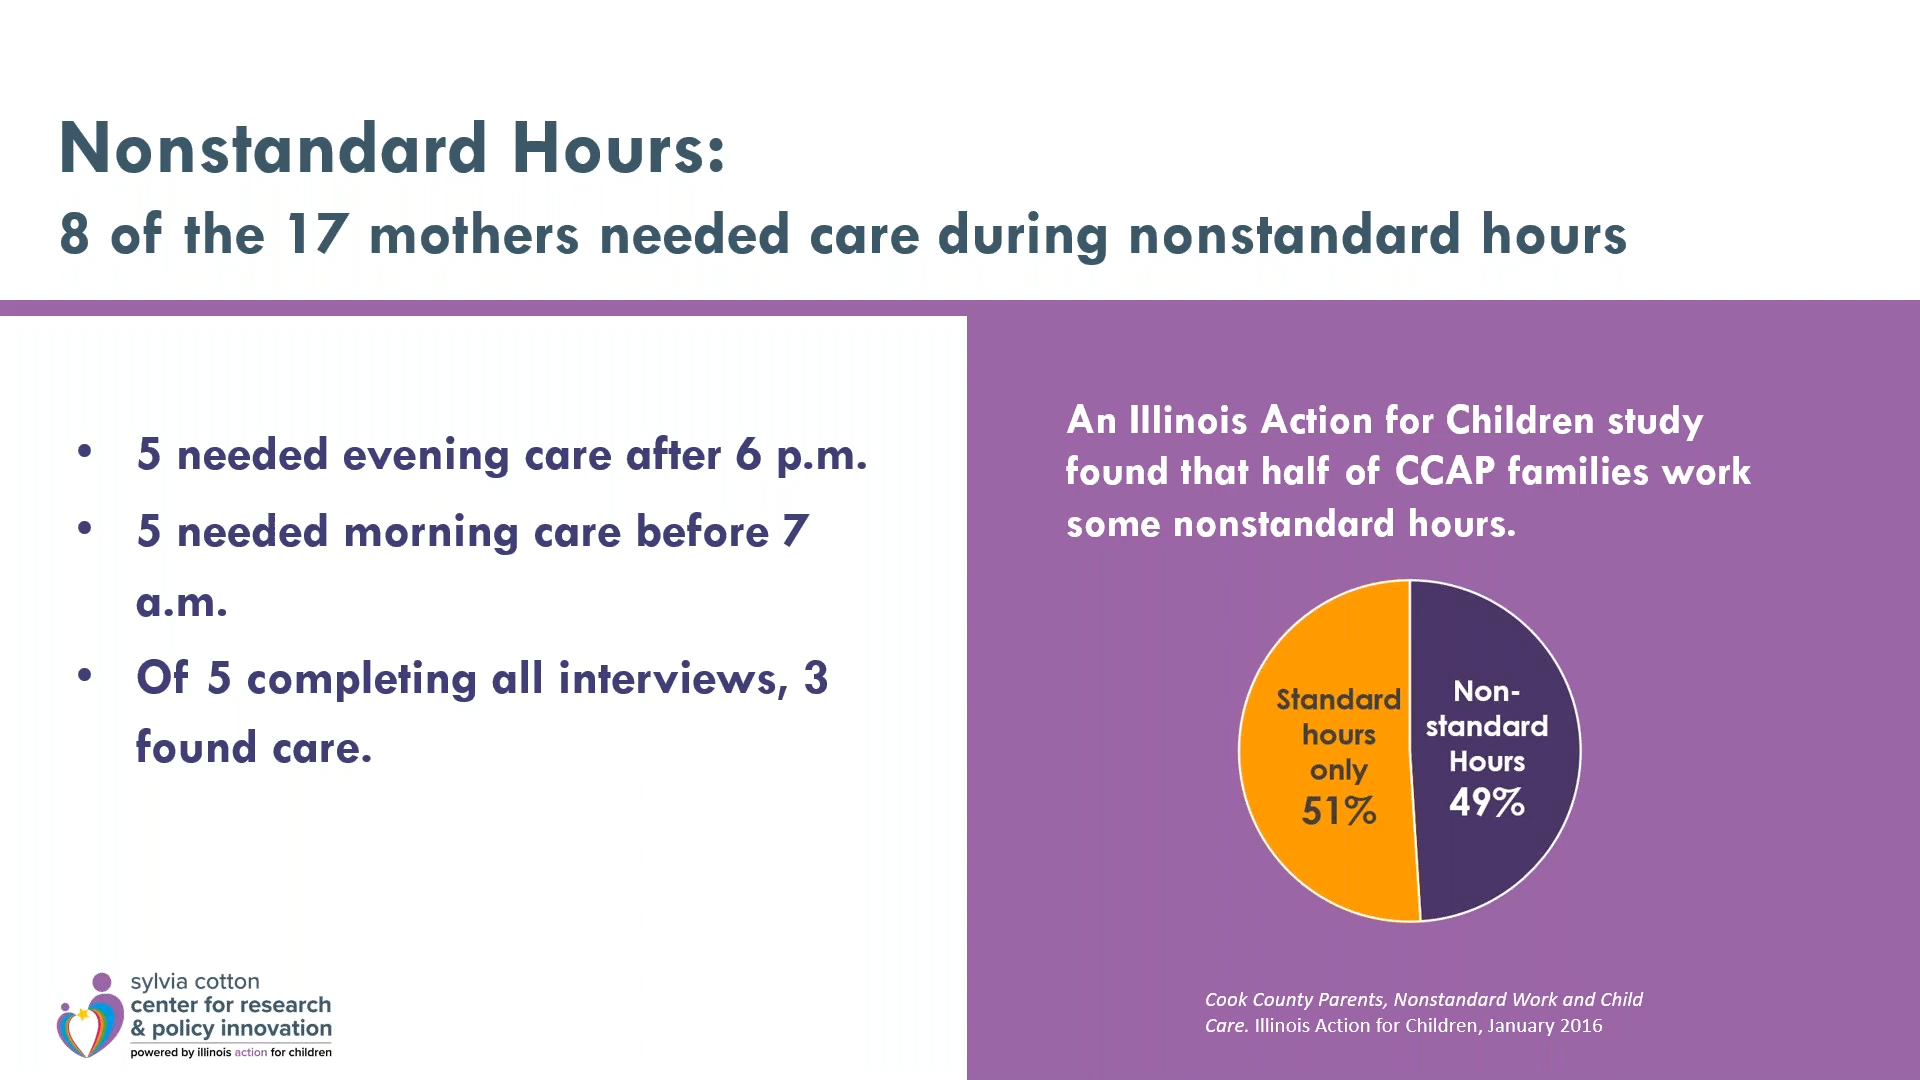 Nonstandard Hours:
8 of the 17 mothers needed care during nonstandard hours
• 5 needed evening care after 6 p.m.
• 5 needed morning care before 7
a.m.
• Of 5 completing all interviews, 3
found care.
An Illinois Action for Children study
found that half of CCAP families work
some nonstandard hours.
Standard
hours
only
51%
Non-
standard
Hours
49%
Cook County Parents, Nonstandard Work and Child
Care. Illinois Action for Children, January 2016
sylvia cotton
center for research
& policy innovation
powered by illinois action for children